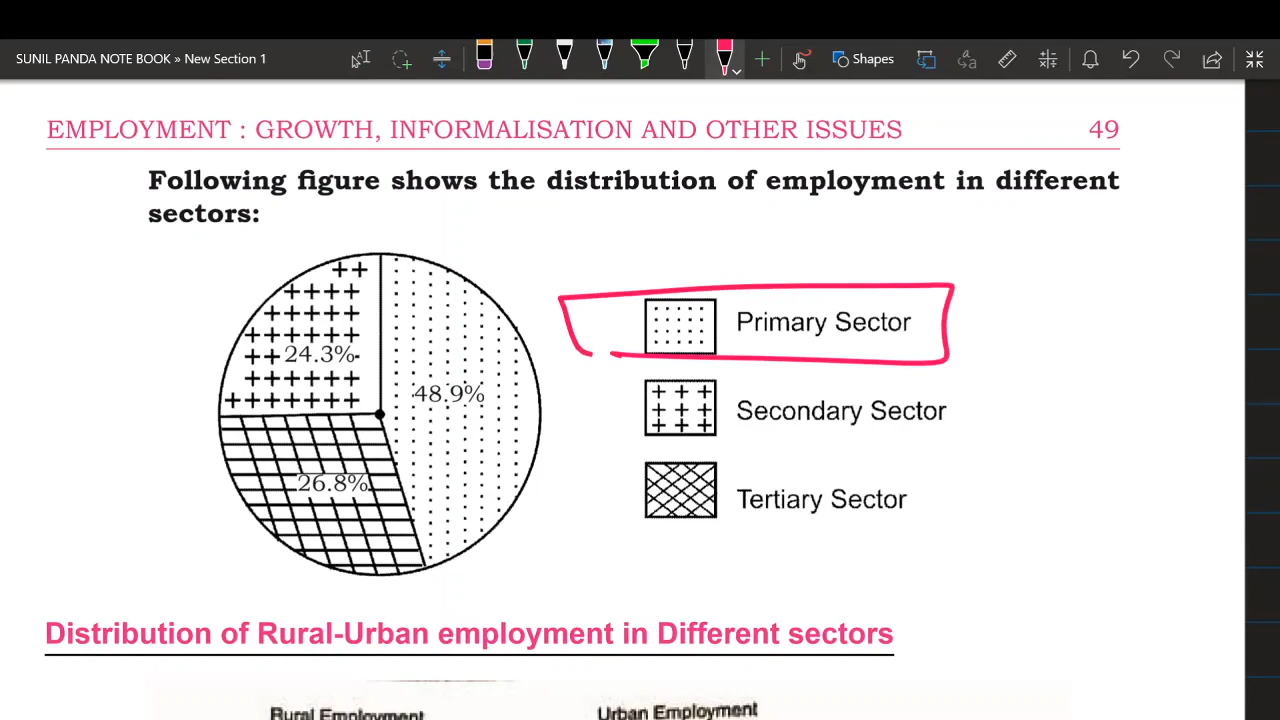 SUNIL PANDA NOTE BOOK » New Section 1
Shapes
EMPLOYMENT : GROWTH, INFORMALISATION AND OTHER ISSUES 49
Following figure shows the distribution of employment in different
sectors:
Primary Sector
24.3%
48.9%
Secondary Sector
26.8%
Tertiary Sector
Distribution of Rural-Urban employment in Different sectors
Rural Employment Urban Employment